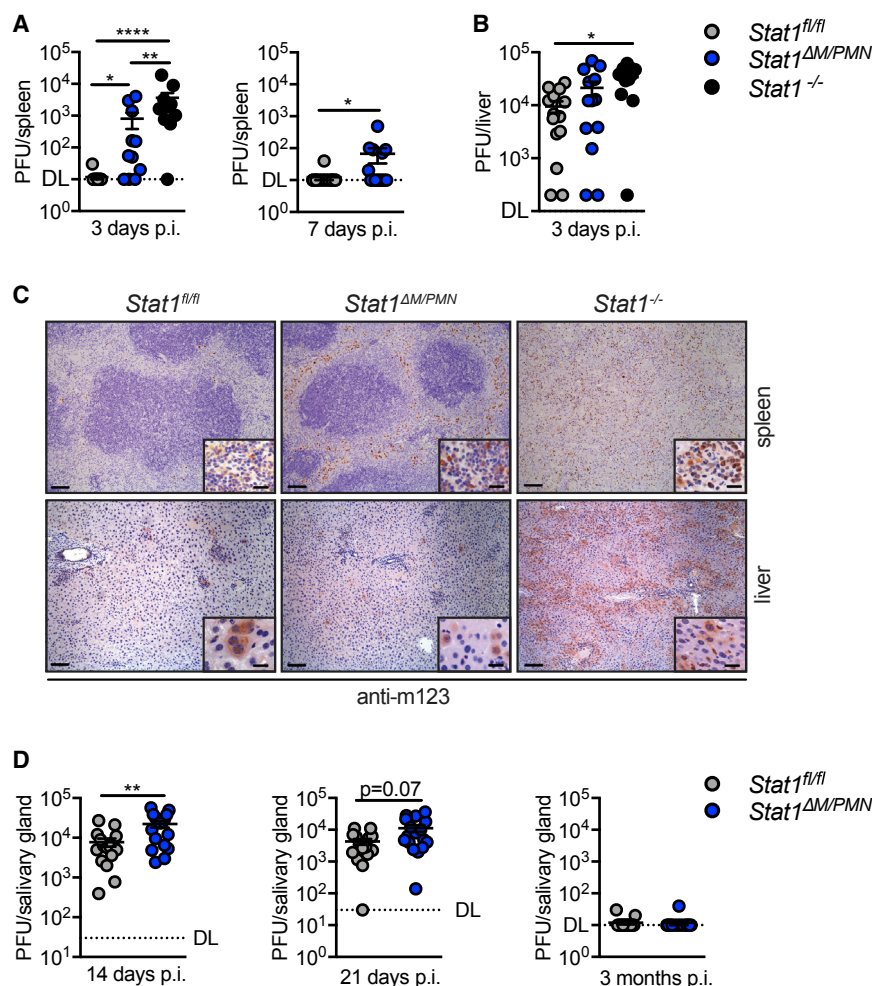 A
B
**** 
* **
10⁵
10⁴
10³
10²
DL
10⁰
PFU/spleen
3 days p.i.
*
10⁵
10⁴
10³
10²
DL
10⁰
PFU/spleen
7 days p.i.
*
10⁵
10⁴
10³
DL
PFU/liver
3 days p.i.
Stat1fl/fl
Stat1ΔM/PMN
Stat1 -/-
C
Stat1fl/fl Stat1ΔM/PMN Stat1-/-
spleen
liver
anti-m123
D
**
10⁵
10⁴
10³
10²
10¹
DL
PFU/salivary gland
14 days p.i.
p=0.07
10⁵
10⁴
10³
10²
10¹
10⁰
DL
PFU/salivary gland
21 days p.i.
10⁵
10⁴
10³
10²
DL
10⁰
PFU/salivary gland
3 months p.i.
Stat1fl/fl
Stat1ΔM/PMN